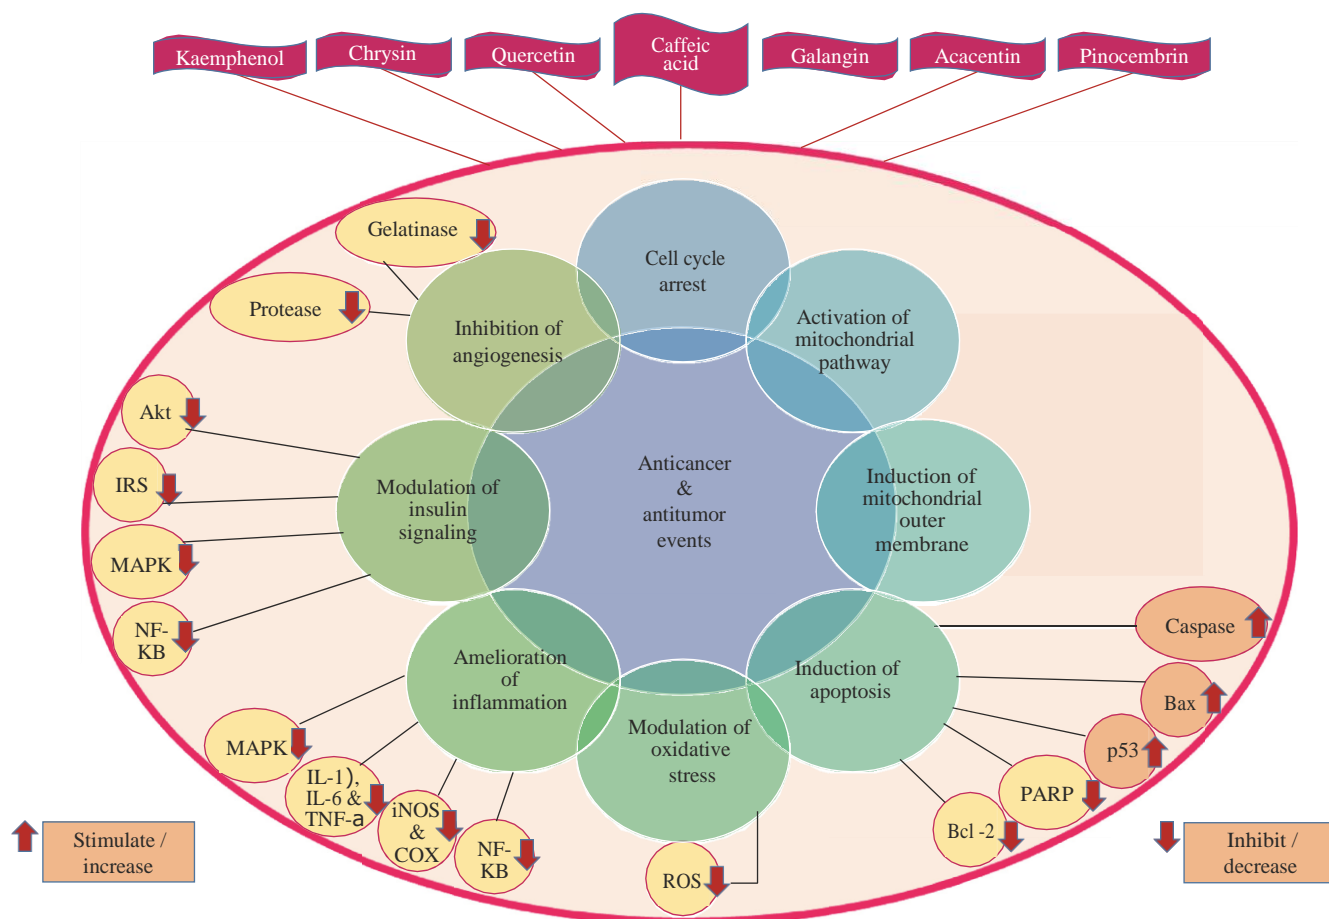 Kaemphenol
Chrysin
Quercetin
Caffeic
acid
Galangin
Acacentin
Pinocembrin
Gelatinase
Protease
Akt
IRS
MAPK
NF-
KB
Cell cycle
arrest
Inhibition of
angiogenesis
Activation of
mitochondrial
pathway
Modulation of
insulin
signaling
Anticancer
&
antitumor
events
Induction of
mitochondrial
outer
membrane
Amelioration
of
inflammation
Modulation of
oxidative
stress
Induction of
apoptosis
Caspase
Bax
p53
PARP
Bcl -2
MAPK
IL-1),
IL-6 &
TNF-a
iNOS
&
COX
NF-
KB
ROS
Stimulate /
increase
Inhibit /
decrease